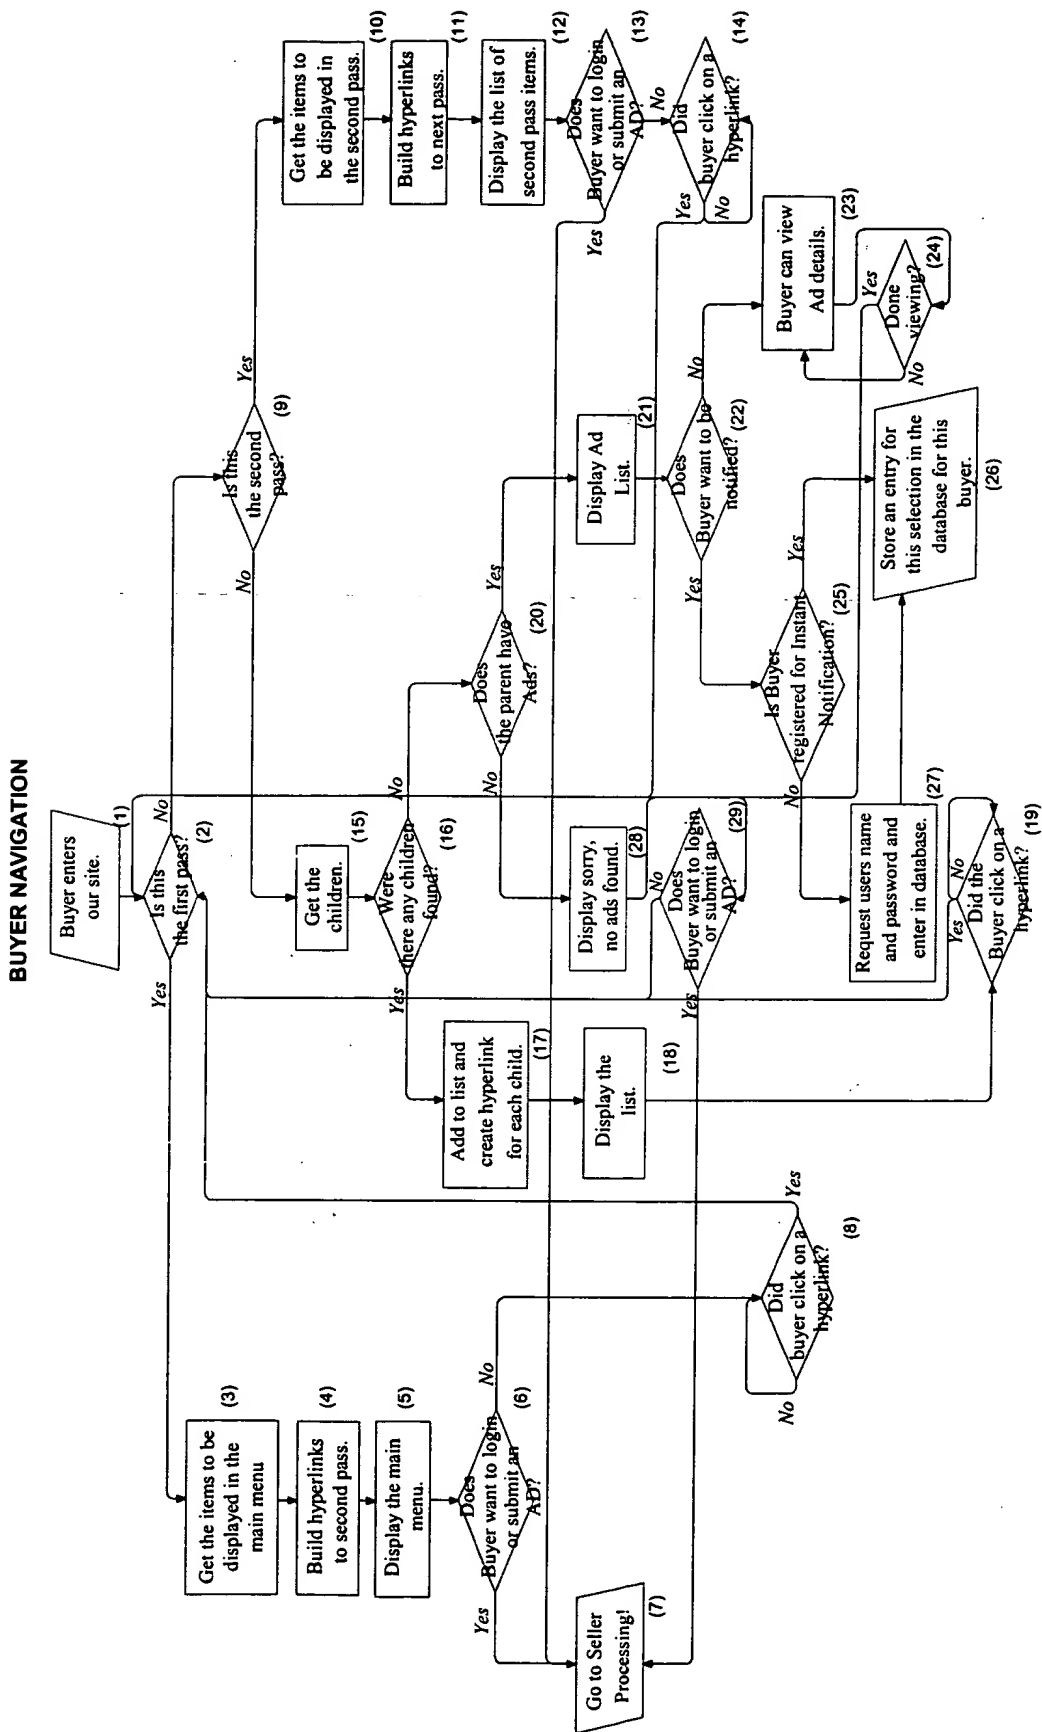 BUYER NAVIGATION
Buyer enters
our site.
(1)
Is this
the first pass?
(2)
Yes
No
Get the items to be
displayed in the
main menu
(3)
Build hyperlinks
to second pass.
(4)
Display the main
menu.
(5)
Does
Buyer want to login
or submit an
AD?
(6)
Yes
No
Go to Seller
Processing!
(7)
Did
buyer click on a
hyperlink?
(8)
Yes
No
Is this
the second
pass?
(9)
Yes
No
Get the items to
be displayed in
the second pass.
(10)
Build hyperlinks
to next pass.
(11)
Display the list of
second pass items.
(12)
Does
Buyer want to login
or submit an
AD?
(13)
Yes
No
Did
buyer click on a
hyperlink?
(14)
Yes
No
Get the
children.
(15)
Were
there any children
found?
(16)
Yes
No
Add to list and
create hyperlink
for each child.
(17)
Display the
list.
(18)
Did the
Buyer click on a
hyperlink?
(19)
Yes
No
Does
the parent have
Ads?
(20)
Yes
No
Display Ad
List.
(21)
Does
Buyer want to be
notified?
(22)
Yes
No
Buyer can view
Ad details.
(23)
Done
viewing?
(24)
Yes
No
Is Buyer
registered for Instant
Notification?
(25)
Yes
No
Store an entry for
this selection in the
database for this
buyer.
(26)
Request users name
and password and
enter in database.
(27)
Display sorry,
no ads found.
(28)
Does
Buyer want to login
or submit an
AD?
(29)
Yes
No